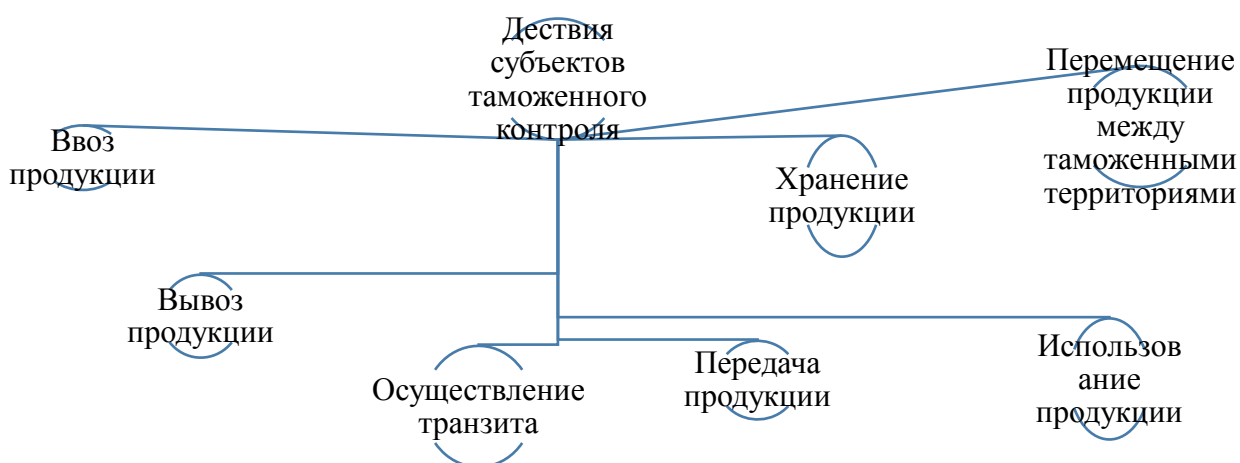 Дествия
субъектов
таможенного
контроля
Перемещение
продукции
между
таможенными
территориями
Ввоз
продукции
Хранение
продукции
Вывоз
продукции
Осуществление
транзита
Передача
продукции
Использов
ание
продукции